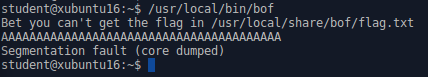 student@xubuntu16:~$ /usr/local/bin/bof
Bet you can't get the flag in /usr/local/share/bof/flag.txt
AAAAAAAAAAAAAAAAAAAAAAAAAAAAAAAAAAAAAAAA
Segmentation fault (core dumped)
student@xubuntu16:~$